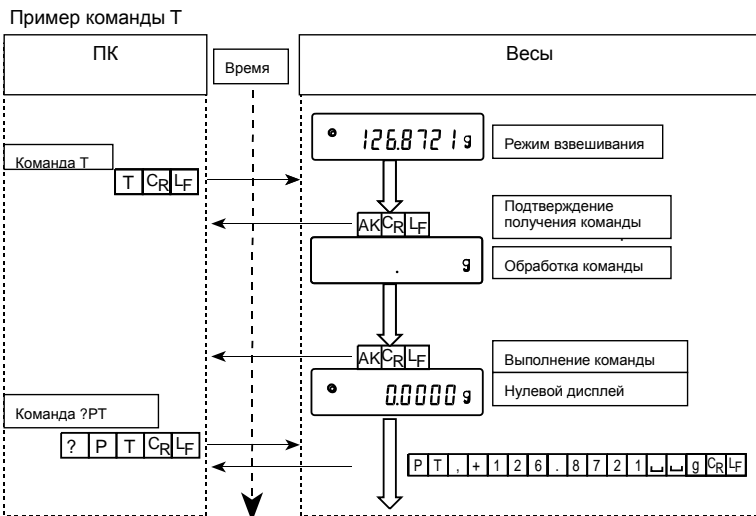 Пример команды Т
ПК
Время
Весы
126.8721 g
Режим взвешивания
Команда Т
T CR LF
Подтверждение
получения команды
AK CR LF
. g
Обработка команды
AK CR LF
Выполнение команды
0.0000 g
Нулевой дисплей
Команда ?PT
? P T CR LF
P T , + 1 2 6 . 8 7 2 1 ␣ ␣ g CR LF